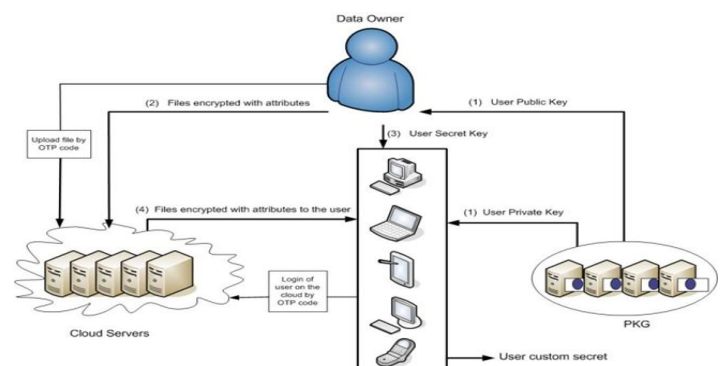 Data Owner
(2) Files encrypted with attributes
(1) User Public Key
Upload file by
OTP code
(3) User Secret Key
(4) Files encrypted with attributes to the user
(1) User Private Key
Login of
user on the
cloud by
OTP code
Cloud Servers
PKG
User custom secret